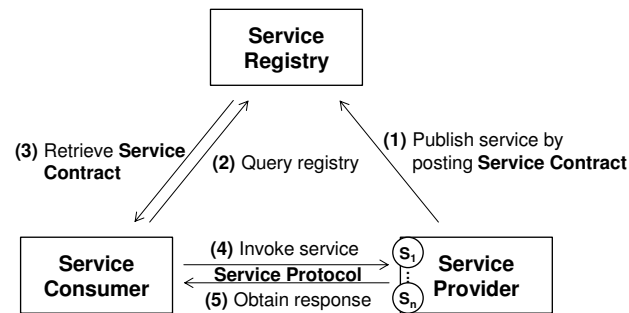 Service
Registry
(3) Retrieve Service
Contract
(2) Query registry
(1) Publish service by
posting Service Contract
Service
Consumer
(4) Invoke service
Service Protocol
(5) Obtain response
S1
⋮
Sn
Service
Provider